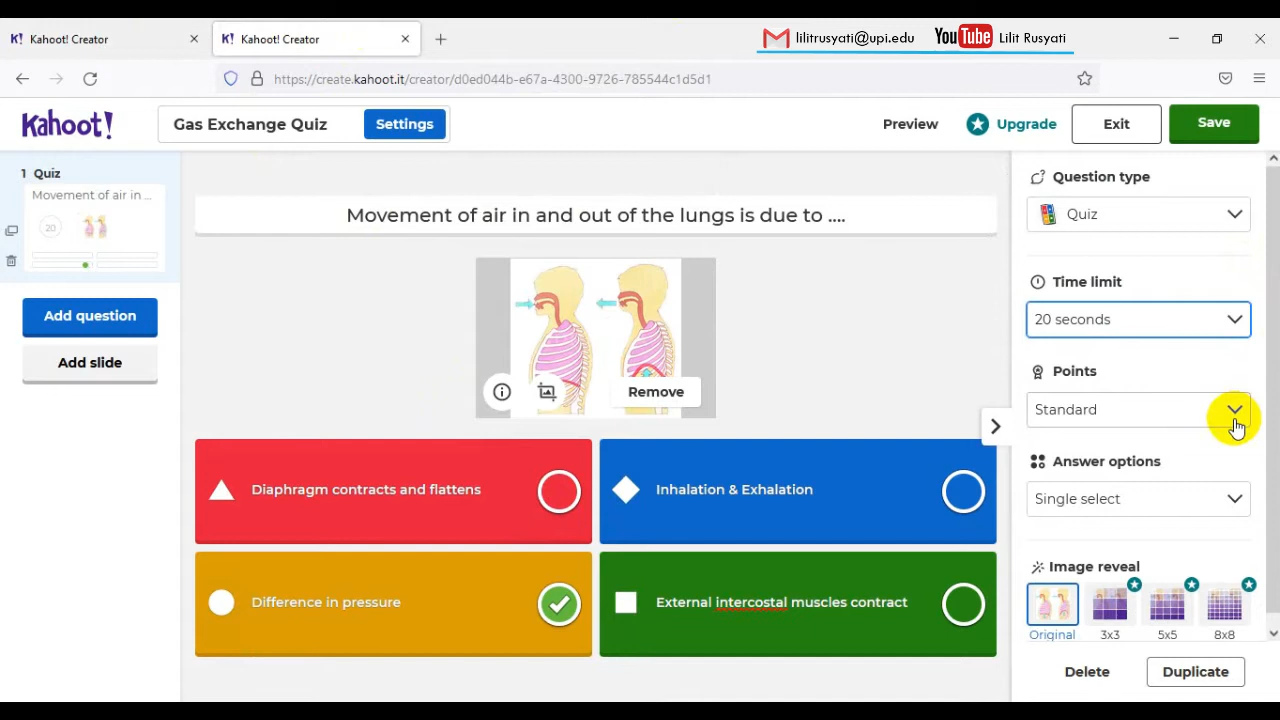 Kahoot! Creator
Kahoot! Creator
lilitrusyati@upi.edu
YouTube Lilit Rusyati
https://create.kahoot.it/creator/d0ed044b-e67a-4300-9726-785544c1d5d1
Kahoot!
Gas Exchange Quiz
Settings
Preview
Upgrade
Exit
Save
1 Quiz
Movement of air in ...
20
Add question
Add slide
Movement of air in and out of the lungs is due to ....
Remove
Diaphragm contracts and flattens
Inhalation & Exhalation
Difference in pressure
External intercostal muscles contract
Question type
Quiz
Time limit
20 seconds
Points
Standard
Answer options
Single select
Image reveal
Original
3x3
5x5
8x8
Delete
Duplicate